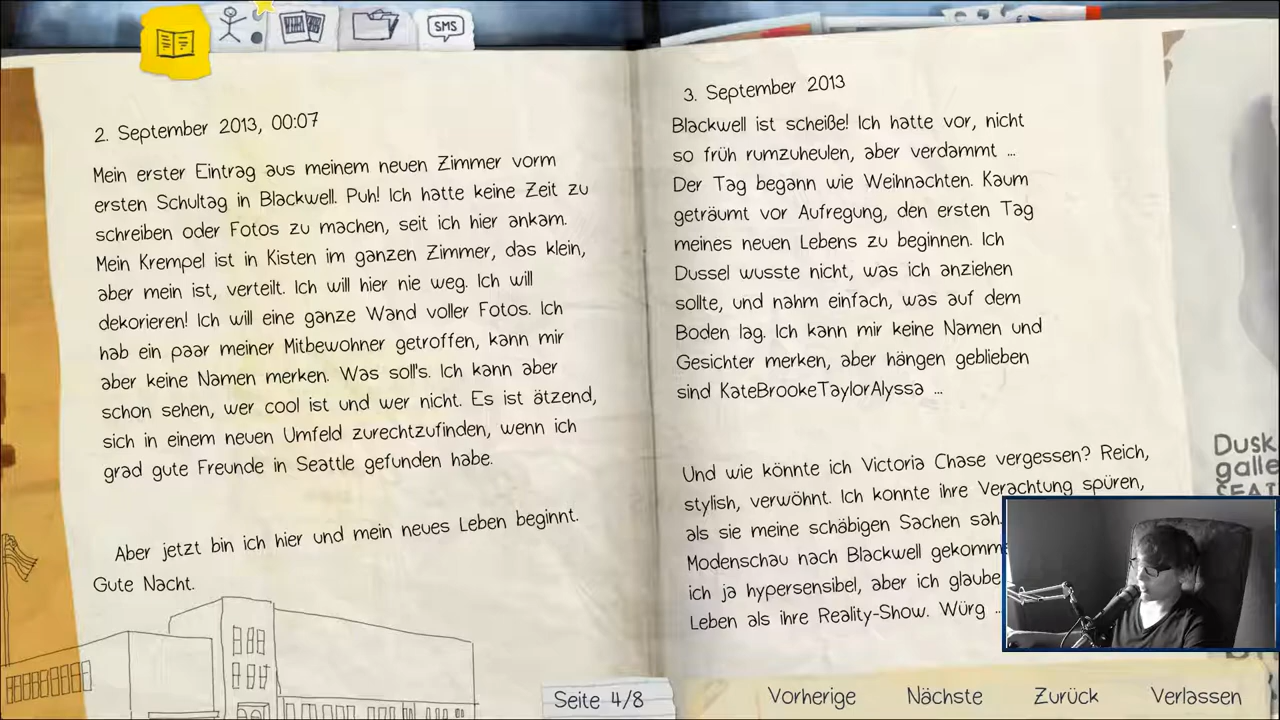 SMS
2. September 2013, 00:07
Mein erster Eintrag aus meinem neuen Zimmer vorm
ersten Schultag in Blackwell. Puh! Ich hatte keine Zeit zu
schreiben oder Fotos zu machen, seit ich hier ankam.
Mein Krempel ist in Kisten im ganzen Zimmer, das klein,
aber mein ist, verteilt. Ich will hier nie weg. Ich will
dekorieren! Ich will eine ganze Wand voller Fotos. Ich
hab ein paar meiner Mitbewohner getroffen, kann mir
aber keine Namen merken. Was soll's. Ich kann aber
schon sehen, wer cool ist und wer nicht. Es ist ätzend,
sich in einem neuen Umfeld zurechtzufinden, wenn ich
grad gute Freunde in Seattle gefunden habe.
Aber jetzt bin ich hier und mein neues Leben beginnt.
Gute Nacht.
3. September 2013
Blackwell ist scheiße! Ich hatte vor, nicht
so früh rumzuheulen, aber verdammt ...
Der Tag begann wie Weihnachten. Kaum
geträumt vor Aufregung, den ersten Tag
meines neuen Lebens zu beginnen. Ich
Dussel wusste nicht, was ich anziehen
sollte, und nahm einfach, was auf dem
Boden lag. Ich kann mir keine Namen und
Gesichter merken, aber hängen geblieben
sind KateBrookeTaylorAlyssa ...
Und wie könnte ich Victoria Chase vergessen? Reich,
stylish, verwöhnt. Ich konnte ihre Verachtung spüren,
als sie meine schäbigen Sachen sah.
Modenschau nach Blackwell gekomm
ich ja hypersensibel, aber ich glaube
Leben als ihre Reality-Show. Würg ...
Dusk
galle
SEAT
Seite 4/8
Vorherige
Nächste
Zurück
Verlassen